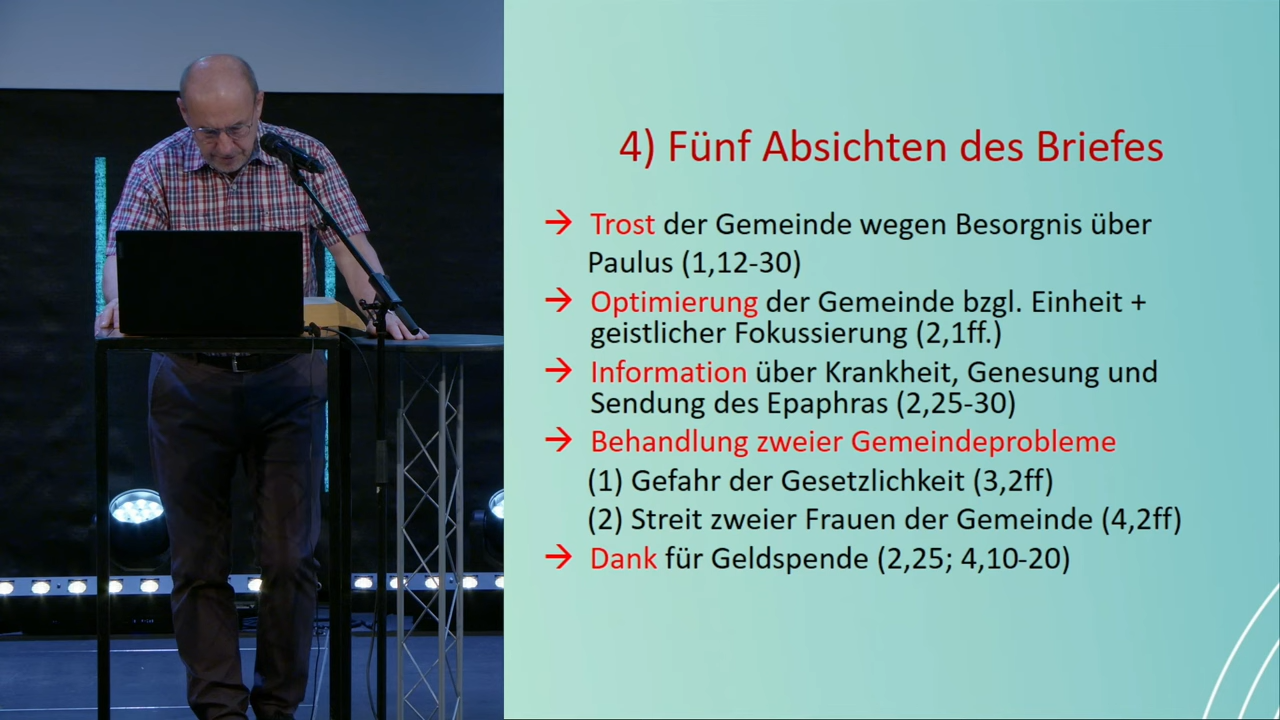 4) Fünf Absichten des Briefes
→ Trost der Gemeinde wegen Besorgnis über
Paulus (1,12-30)
→ Optimierung der Gemeinde bzgl. Einheit +
geistlicher Fokussierung (2,1ff.)
→ Information über Krankheit, Genesung und
Sendung des Epaphras (2,25-30)
→ Behandlung zweier Gemeindeprobleme
(1) Gefahr der Gesetzlichkeit (3,2ff)
(2) Streit zweier Frauen der Gemeinde (4,2ff)
→ Dank für Geldspende (2,25; 4,10-20)